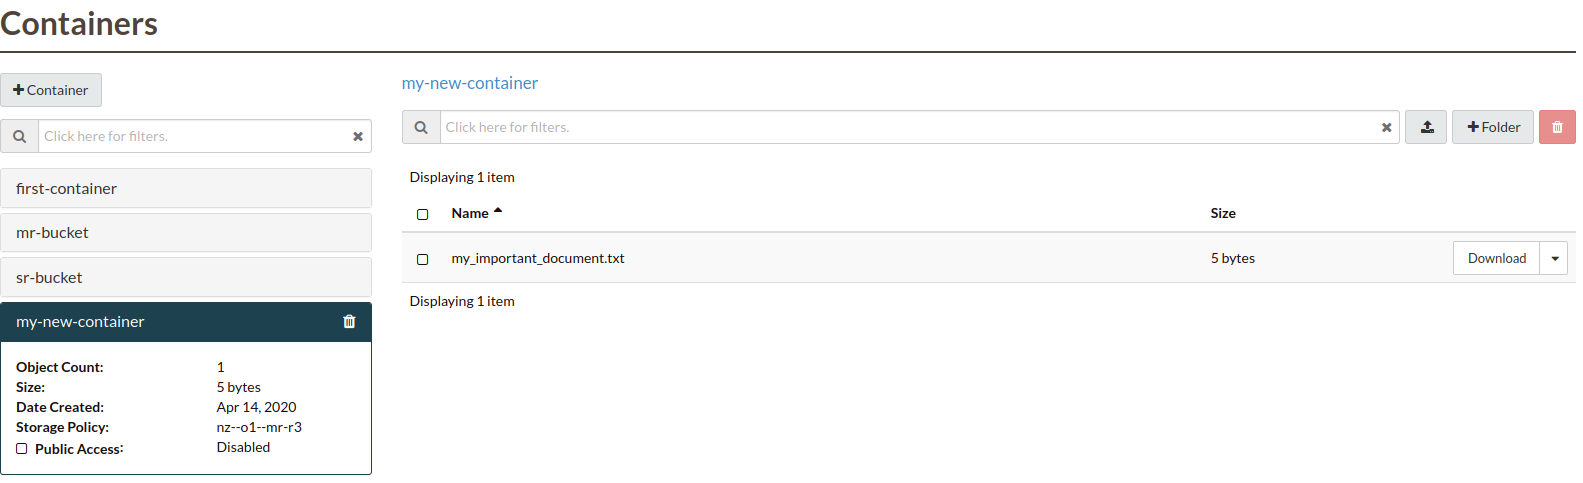 Containers
Container
Click here for filters.
first-container
mr-bucket
sr-bucket
my-new-container
Object Count: 1
Size: 5 bytes
Date Created: Apr 14, 2020
Storage Policy: nz--o1--mr-r3
Public Access: Disabled
my-new-container
Click here for filters.
Folder
Displaying 1 item
Name Size
my_important_document.txt 5 bytes Download
Displaying 1 item